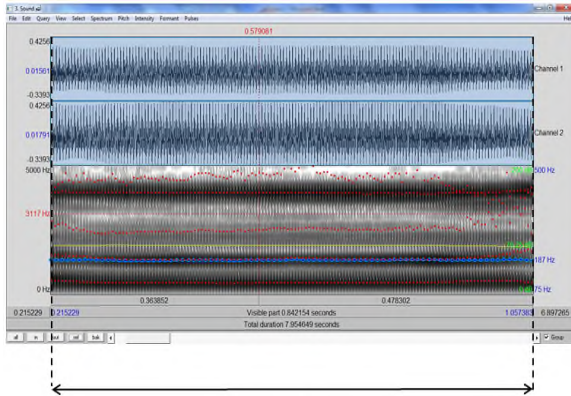 3. Sound aa
File Edit Query View Select Spectrum Pitch Intensity Formant Pulses Hel
0.579081
0.4256
0.01561
-0.3393
Channel 1
0.4256
0.01791
-0.3393
Channel 2
5000 Hz
500 Hz
3117 Hz
187 Hz
0 Hz
75 Hz
0.363852 0.478302
0.215229 0.215229 Visible part 0.842154 seconds 1.057383 6.897265
Total duration 7.954649 seconds
all in out sel bak Group